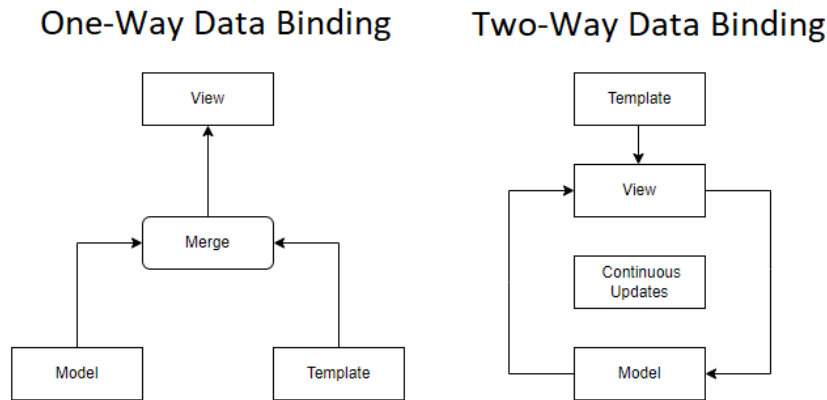 One-Way Data Binding
View
Merge
Model
Template
Two-Way Data Binding
Template
View
Continuous
Updates
Model